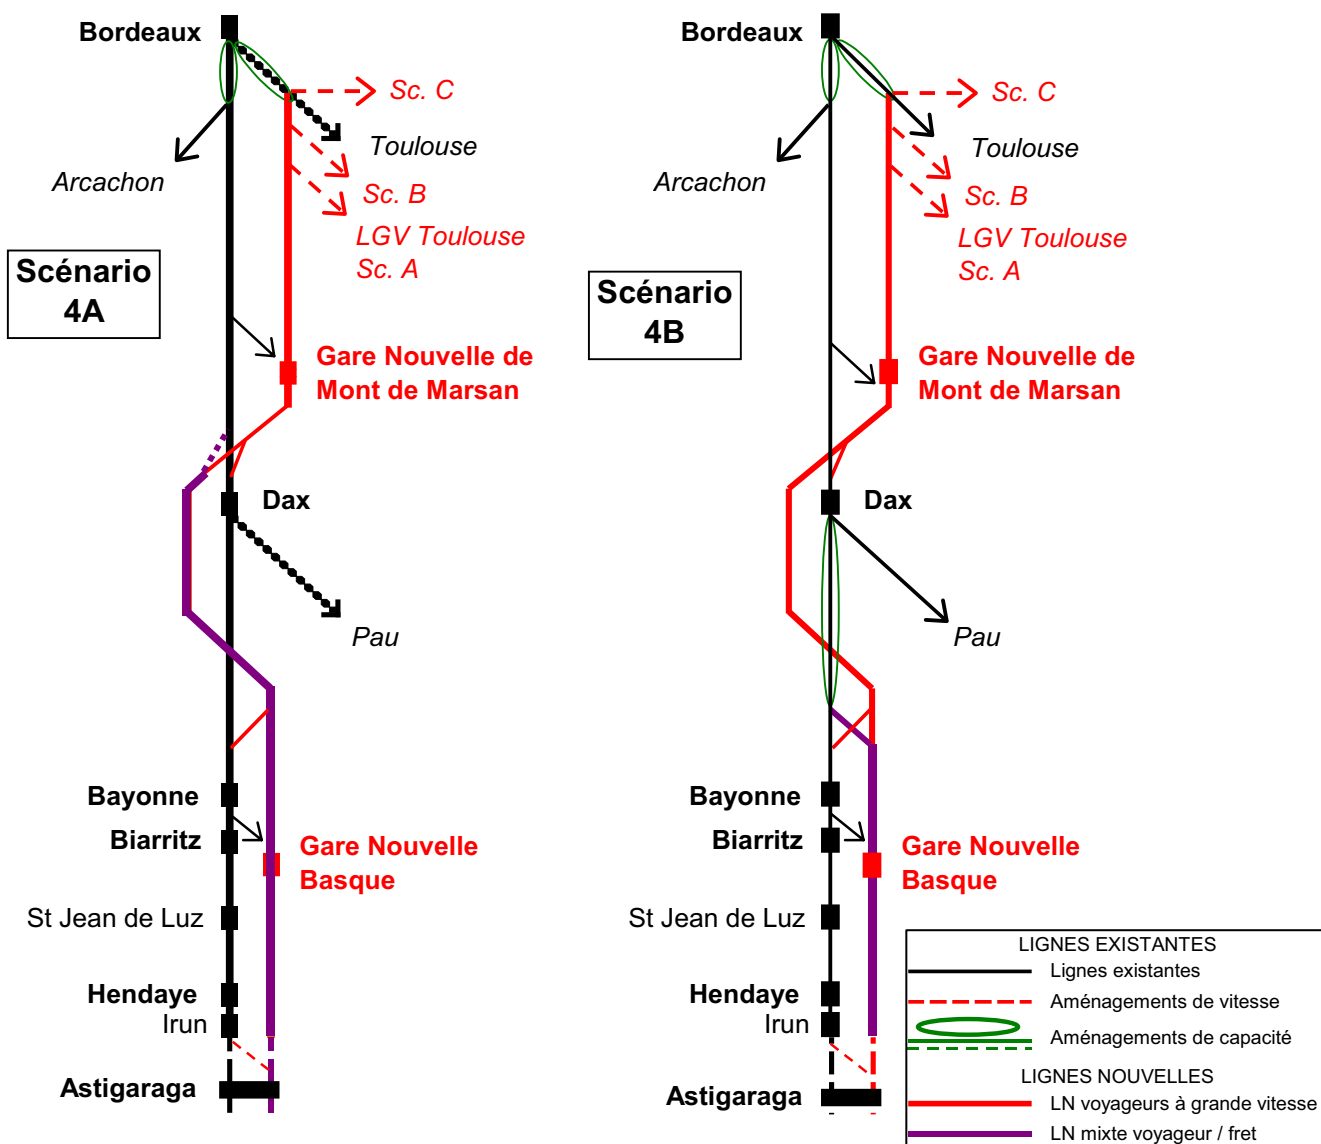 Bordeaux
Sc. C
Toulouse
Arcachon
Sc. B
LGV Toulouse
Sc. A
Scénario
4A
Gare Nouvelle de
Mont de Marsan
Dax
Pau
Bayonne
Biarritz
Gare Nouvelle
Basque
St Jean de Luz
Hendaye
Irun
Astigaraga
Bordeaux
Sc. C
Toulouse
Arcachon
Sc. B
LGV Toulouse
Sc. A
Scénario
4B
Gare Nouvelle de
Mont de Marsan
Dax
Pau
Bayonne
Biarritz
Gare Nouvelle
Basque
St Jean de Luz
Hendaye
Irun
Astigaraga
LIGNES EXISTANTES
Lignes existantes
Aménagements de vitesse
Aménagements de capacité
LIGNES NOUVELLES
LN voyageurs à grande vitesse
LN mixte voyageur / fret